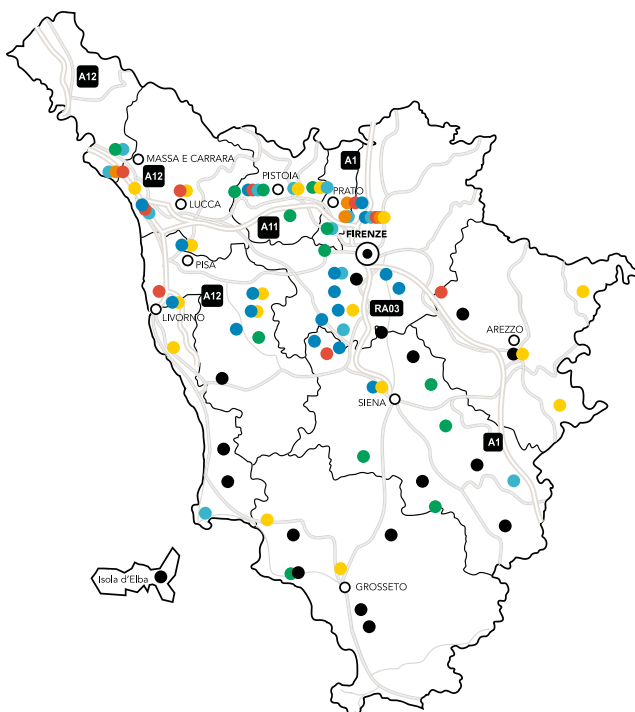 A12
MASSA E CARRARA
A12
A1
PISTOIA
PRATO
LUCCA
A11
FIRENZE
PISA
A12
RA03
LIVORNO
AREZZO
SIENA
A1
Isola d'Elba
GROSSETO